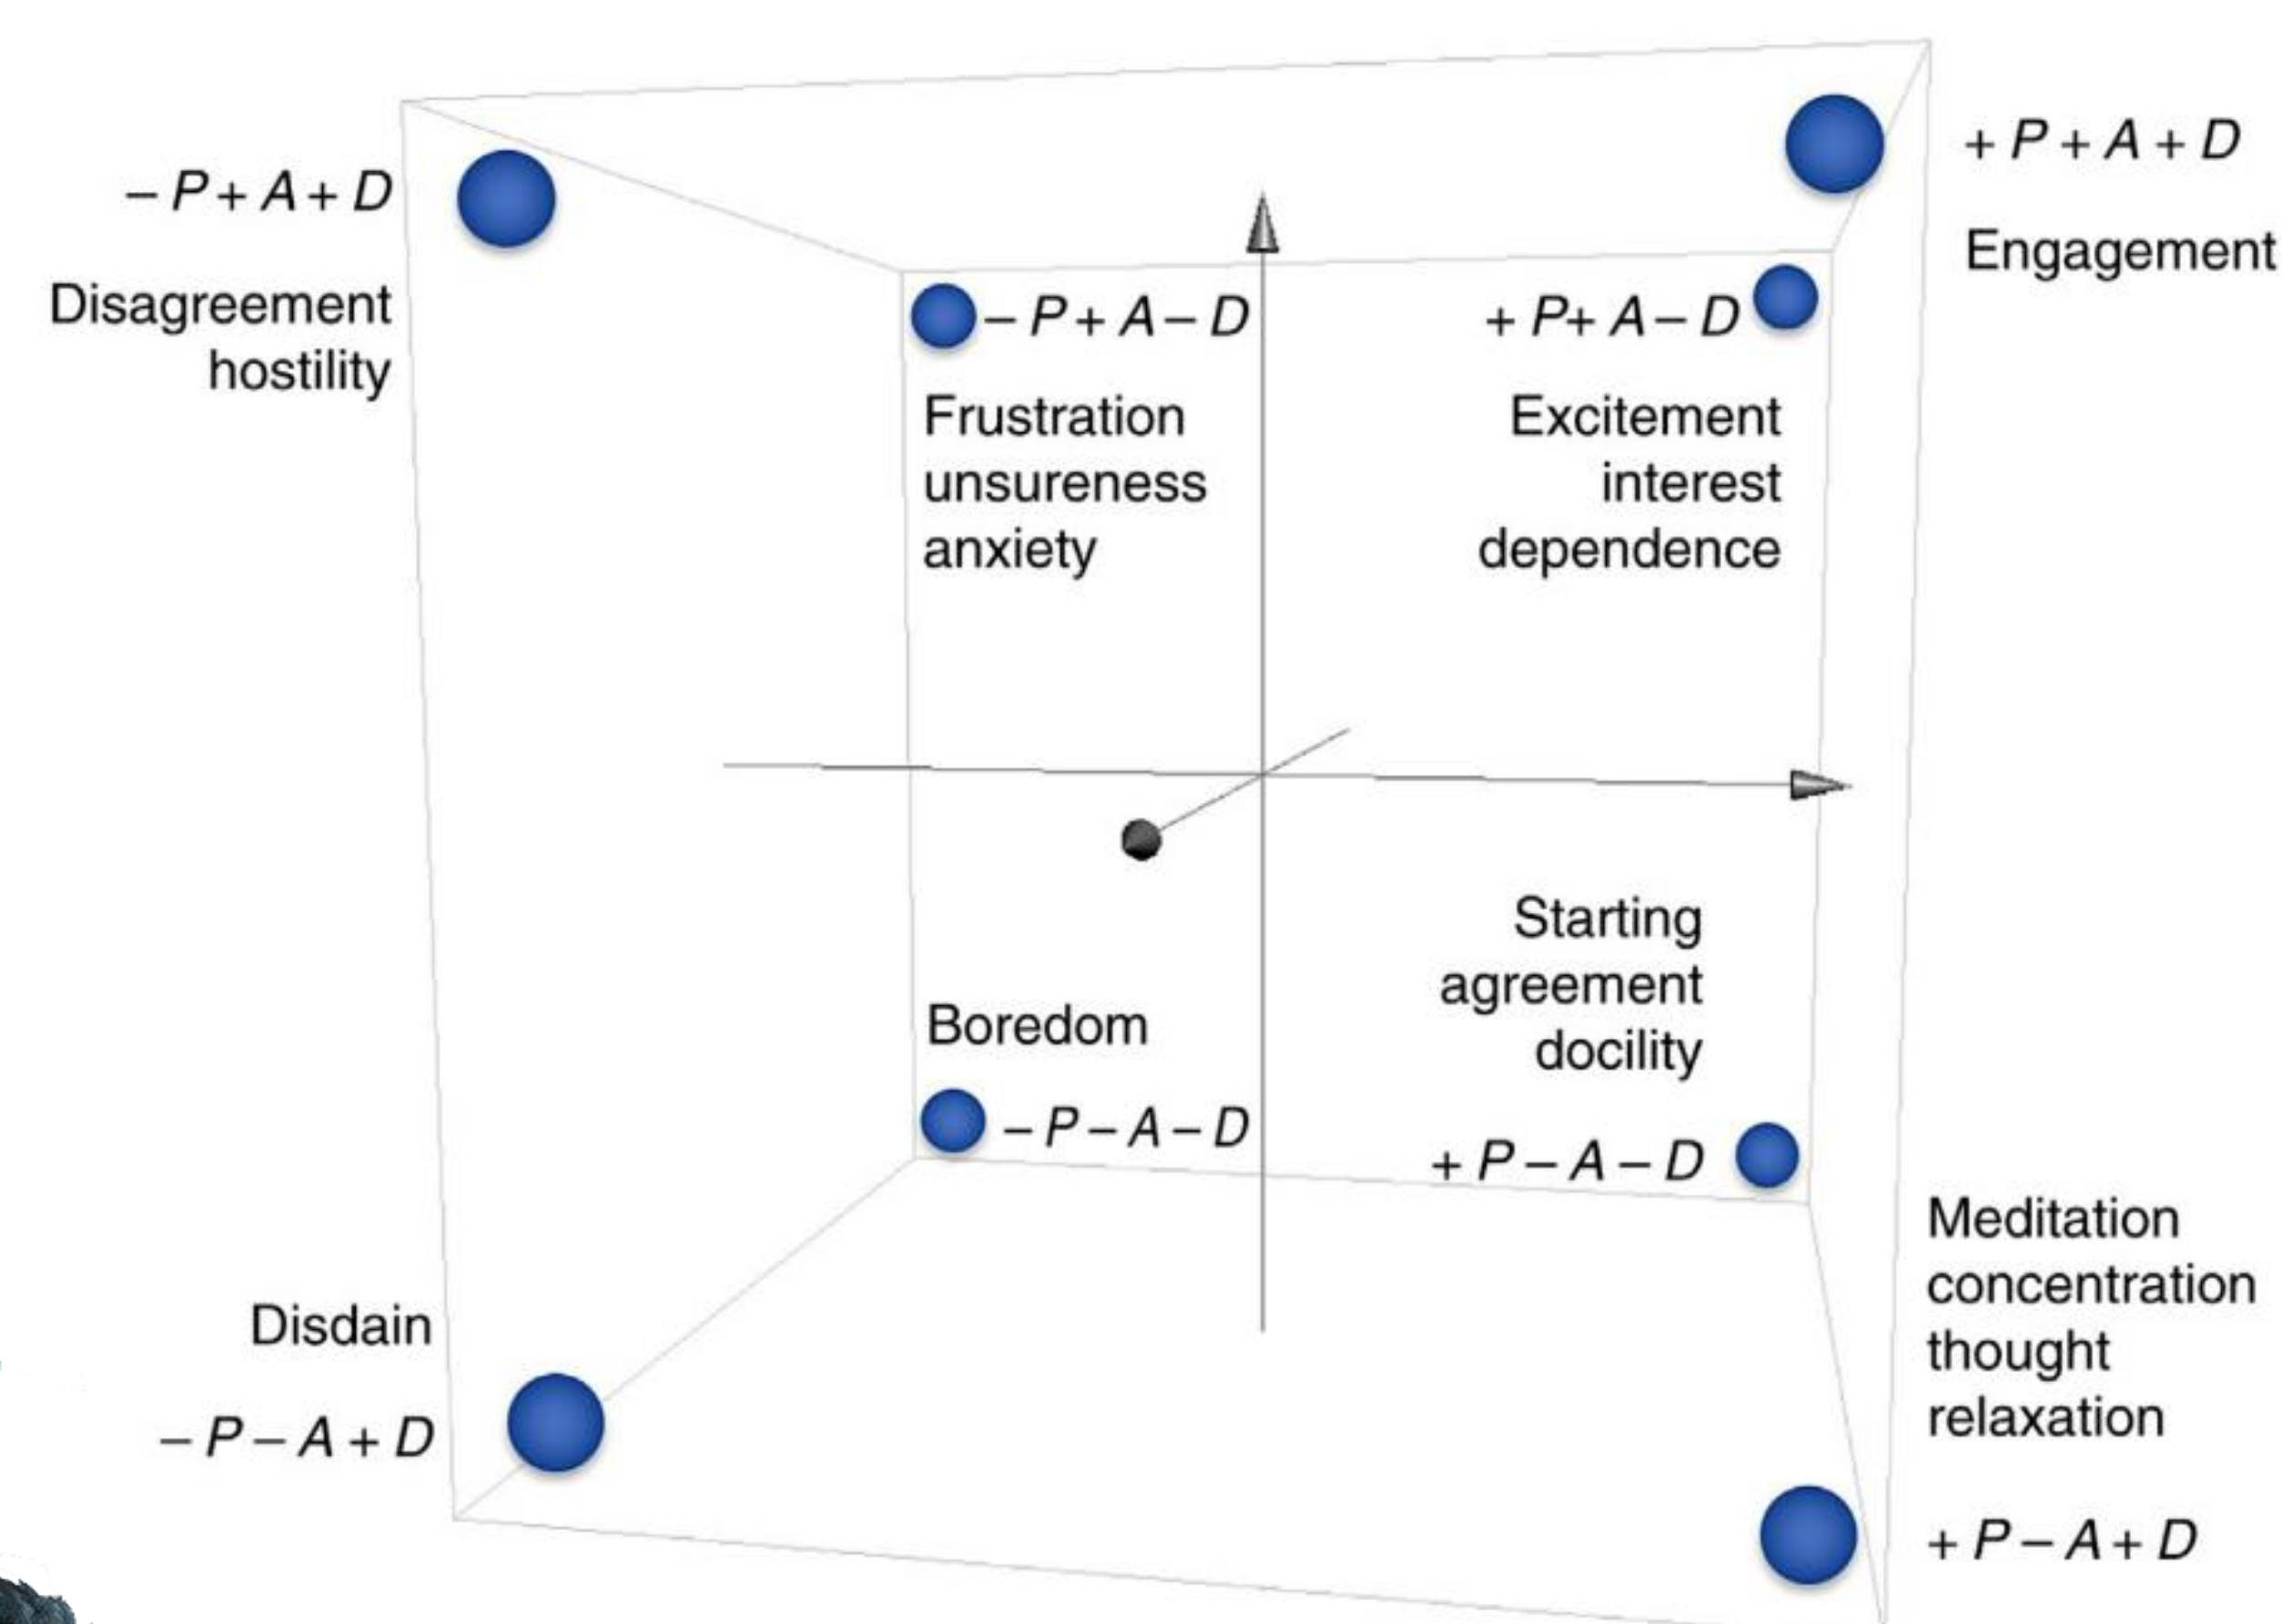 – P + A + D
Disagreement
hostility
– P + A – D
Frustration
unsureness
anxiety
+ P + A – D
Excitement
interest
dependence
+ P + A + D
Engagement
Boredom
– P – A – D
Starting
agreement
docility
+ P – A – D
Disdain
– P – A + D
Meditation
concentration
thought
relaxation
+ P – A + D